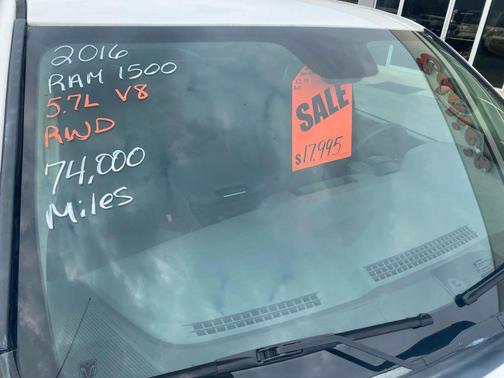 2016
RAM 1500
5.7L V8
RWD
74,000
Miles
SALE
$17,995